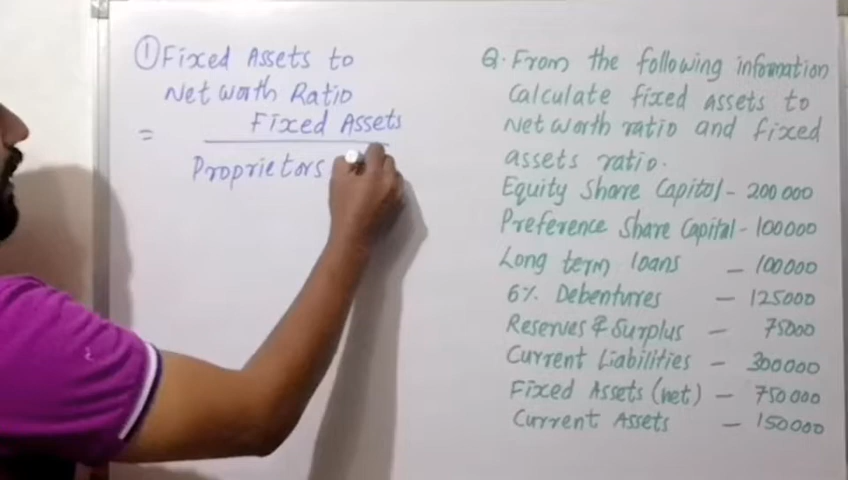 ① Fixed Assets to
Net worth Ratio
= Fixed Assets
Proprietors
Q. From the following information
Calculate fixed assets to
Net worth ratio and fixed
assets ratio.
Equity Share Capital - 200000
Preference Share Capital - 100000
Long term loans - 100000
6% Debentures - 125000
Reserves & Surplus - 75000
Current Liabilities - 300000
Fixed Assets (net) - 750000
Current Assets - 150000